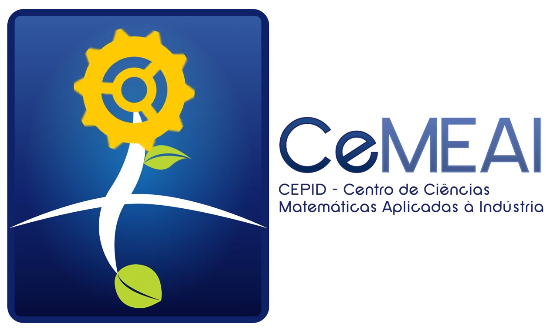 CeMEAI
CEPID - Centro de Ciências
Matemáticas Aplicadas à Indústria